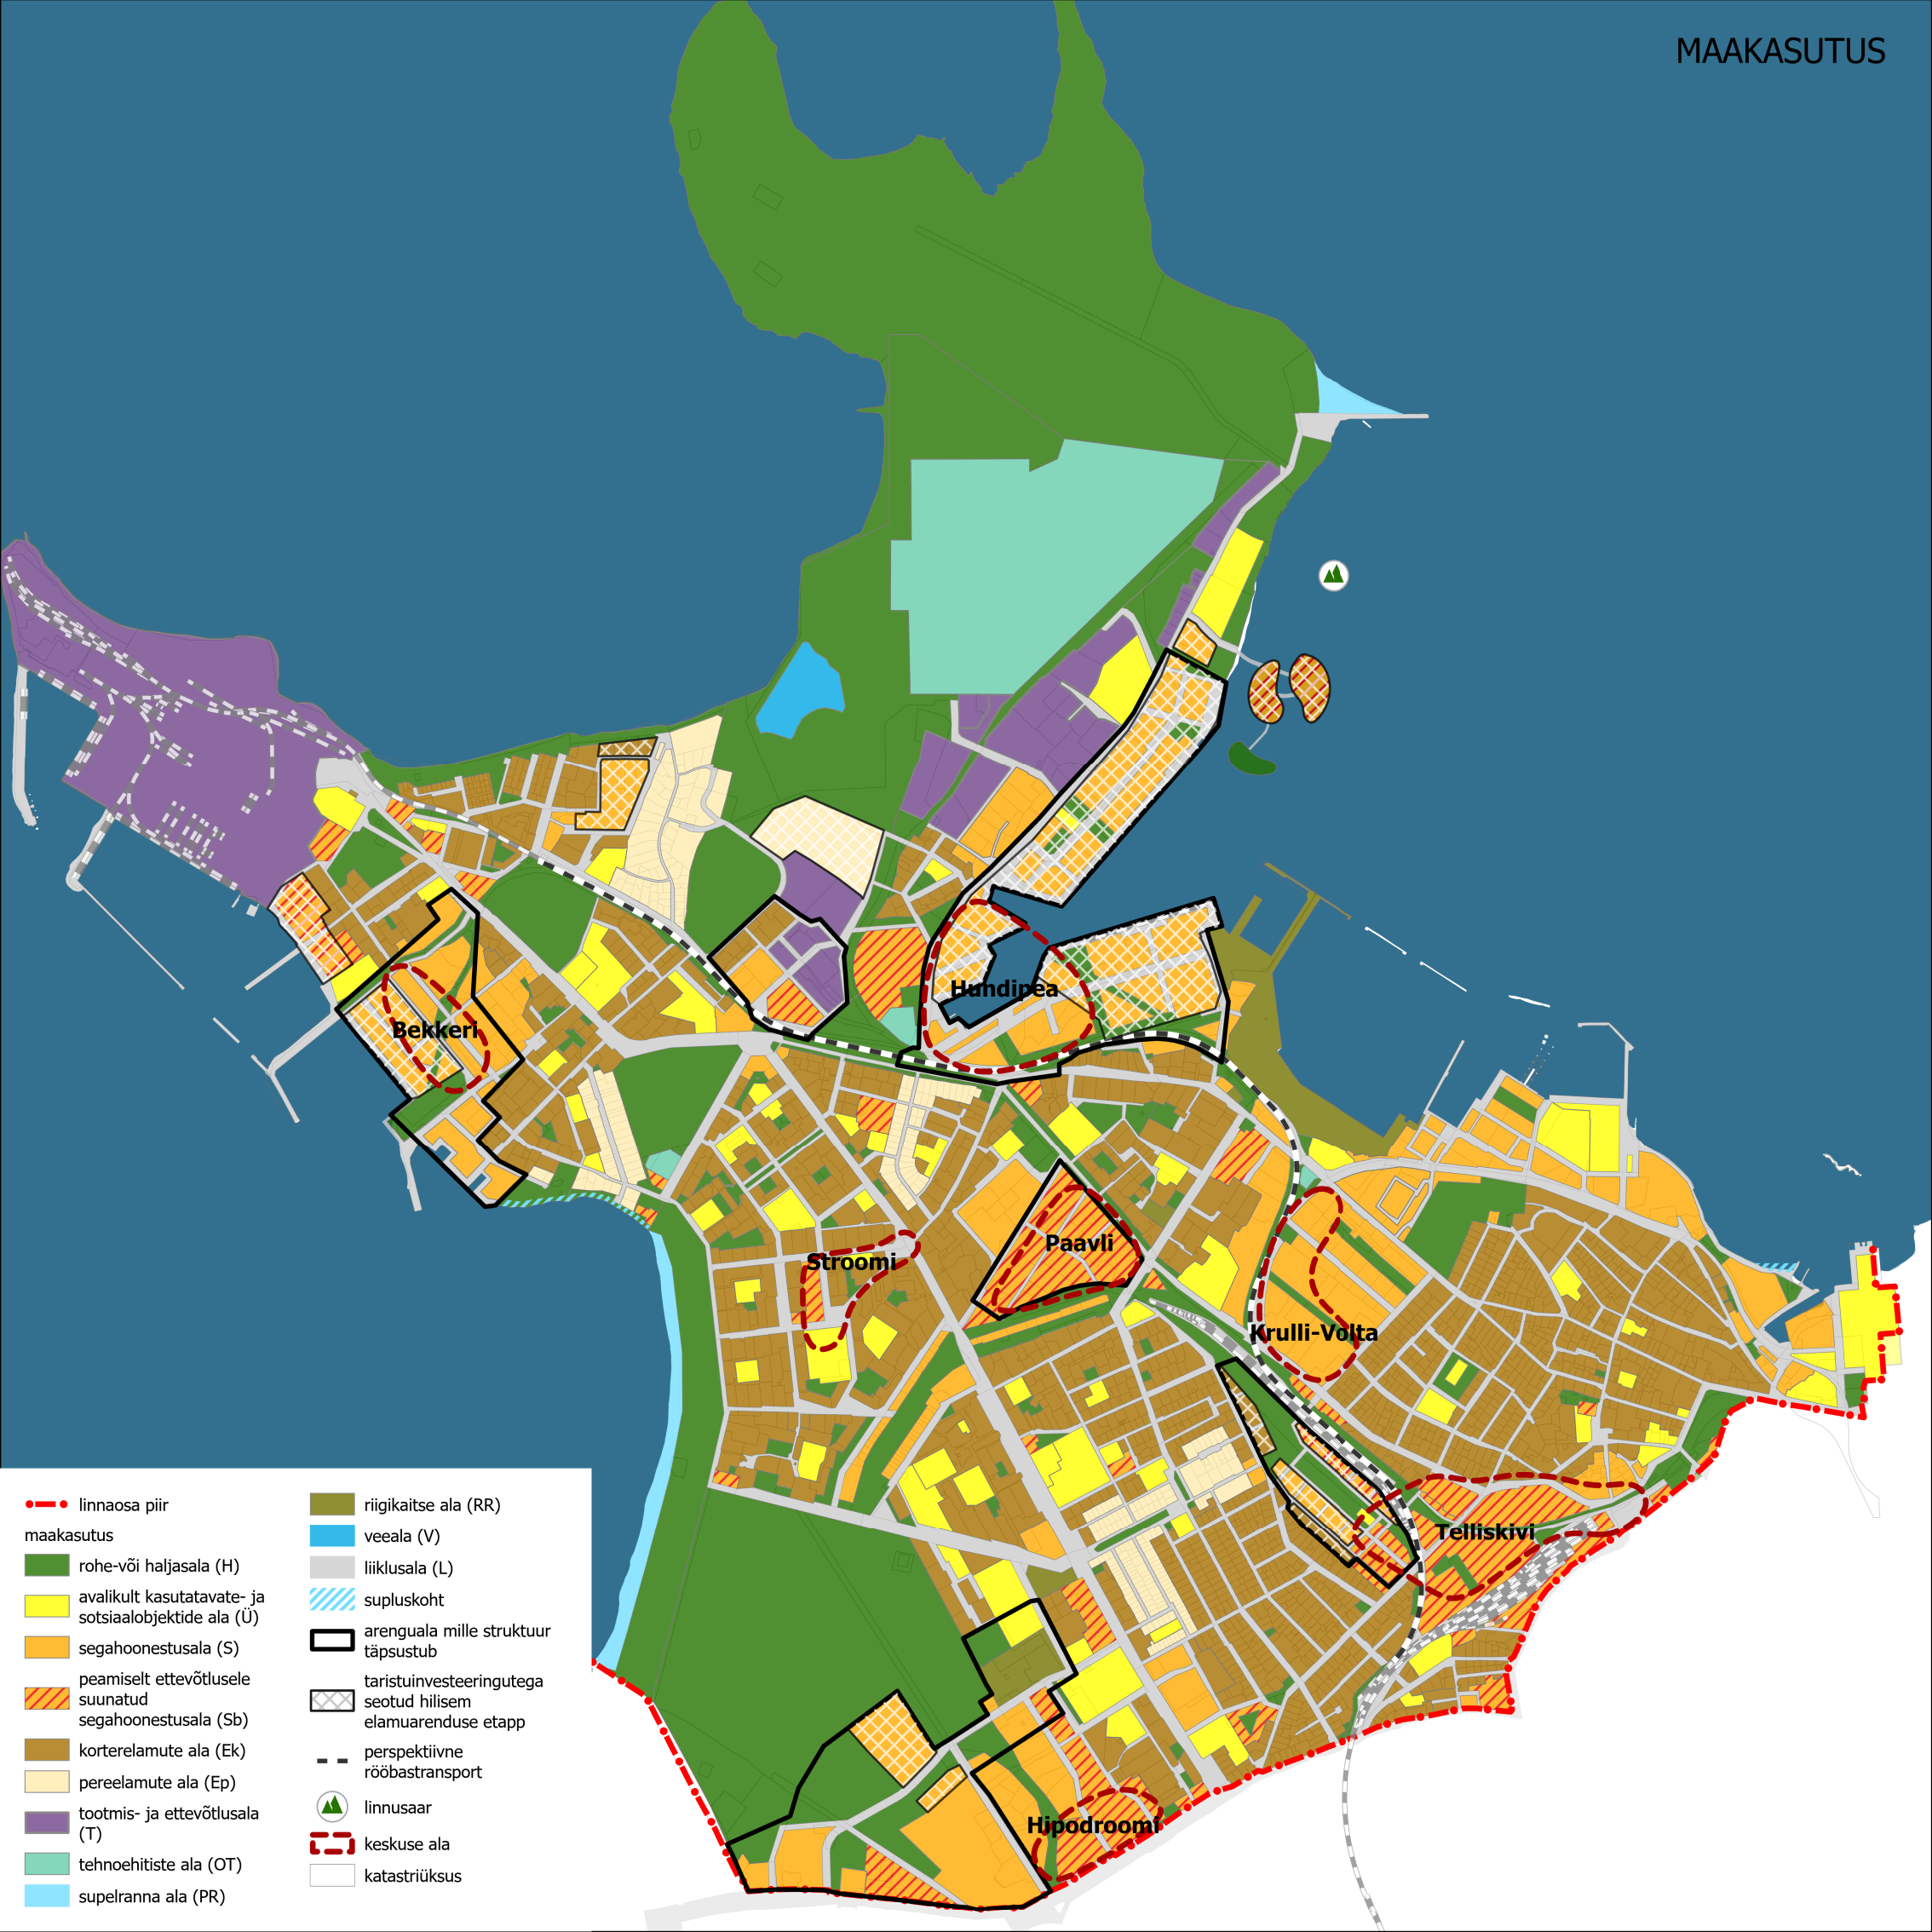 MAAKASUTUS
Hundipea
Bekkeri
Paavli
Stroomi
Krulli-Volta
Telliskivi
Hipodroomi
linnaosa piir
maakasutus
rohe-või haljasala (H)
avalikult kasutatavate- ja
sotsiaalobjektide ala (Ü)
segahoonestusala (S)
peamiselt ettevõtlusele
suunatud
segahoonestusala (Sb)
korterelamute ala (Ek)
pereelamute ala (Ep)
tootmis- ja ettevõtlusala
(T)
tehnoehitiste ala (OT)
supelranna ala (PR)
riigikaitse ala (RR)
veeala (V)
liiklusala (L)
supluskoht
arenguala mille struktuur
täpsustub
taristuinvesteeringutega
seotud hilisem
elamuarenduse etapp
perspektiivne
rööbastransport
linnusaar
keskuse ala
katastriüksus